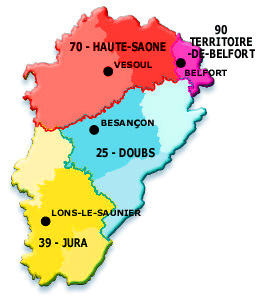 90
TERRITOIRE
-DE-BELFORT
70 - HAUTE-SAONE
VESOUL
BELFORT
BESANÇON
25 - DOUBS
LONS-LE-SAUNIER
39 - JURA